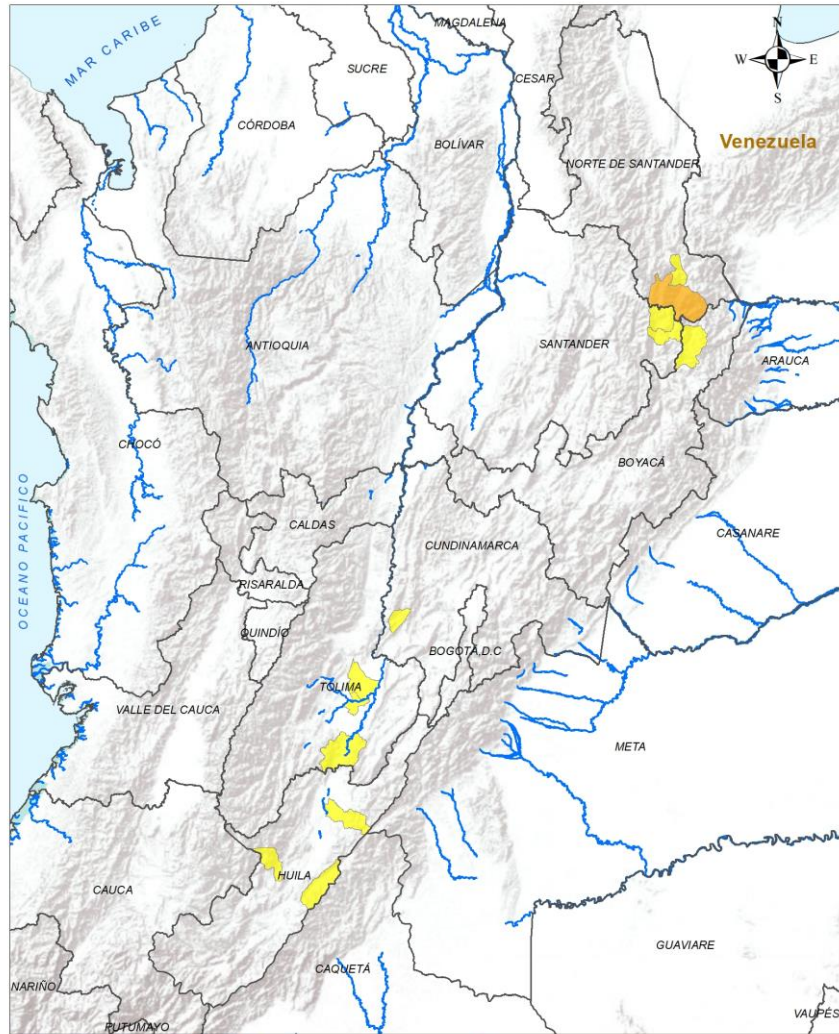 MAGDALENA
MAR CARIBE
N
W
E
S
SUCRE
CESAR
CÓRDOBA
BOLÍVAR
Venezuela
NORTE DE SANTANDER
ANTIOQUIA
SANTANDER
ARAUCA
CHOCÓ
BOYACÁ
CALDAS
CUNDINAMARCA
CASANARE
OCEANO PACIFICO
RISARALDA
QUINDÍO
BOGOTÁ D.C
TOLIMA
VALLE DEL CAUCA
META
HUILA
CAUCA
GUAVIARE
CAQUETÁ
NARIÑO
PUTUMAYO
VAUPÉS